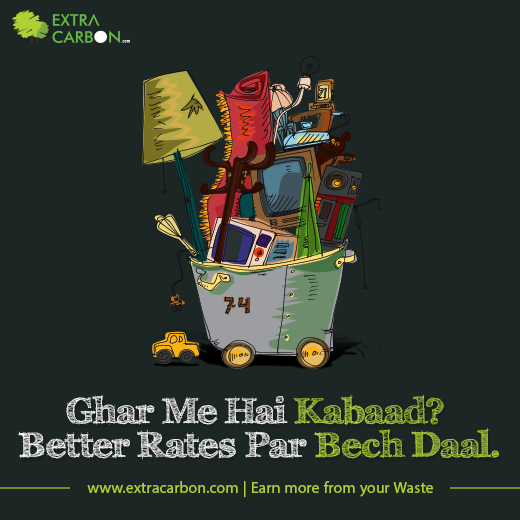 EXTRA
CARBON.com
74
Ghar Me Hai Kabaad?
Better Rates Par Bech Daal.
www.extracarbon.com | Earn more from your Waste